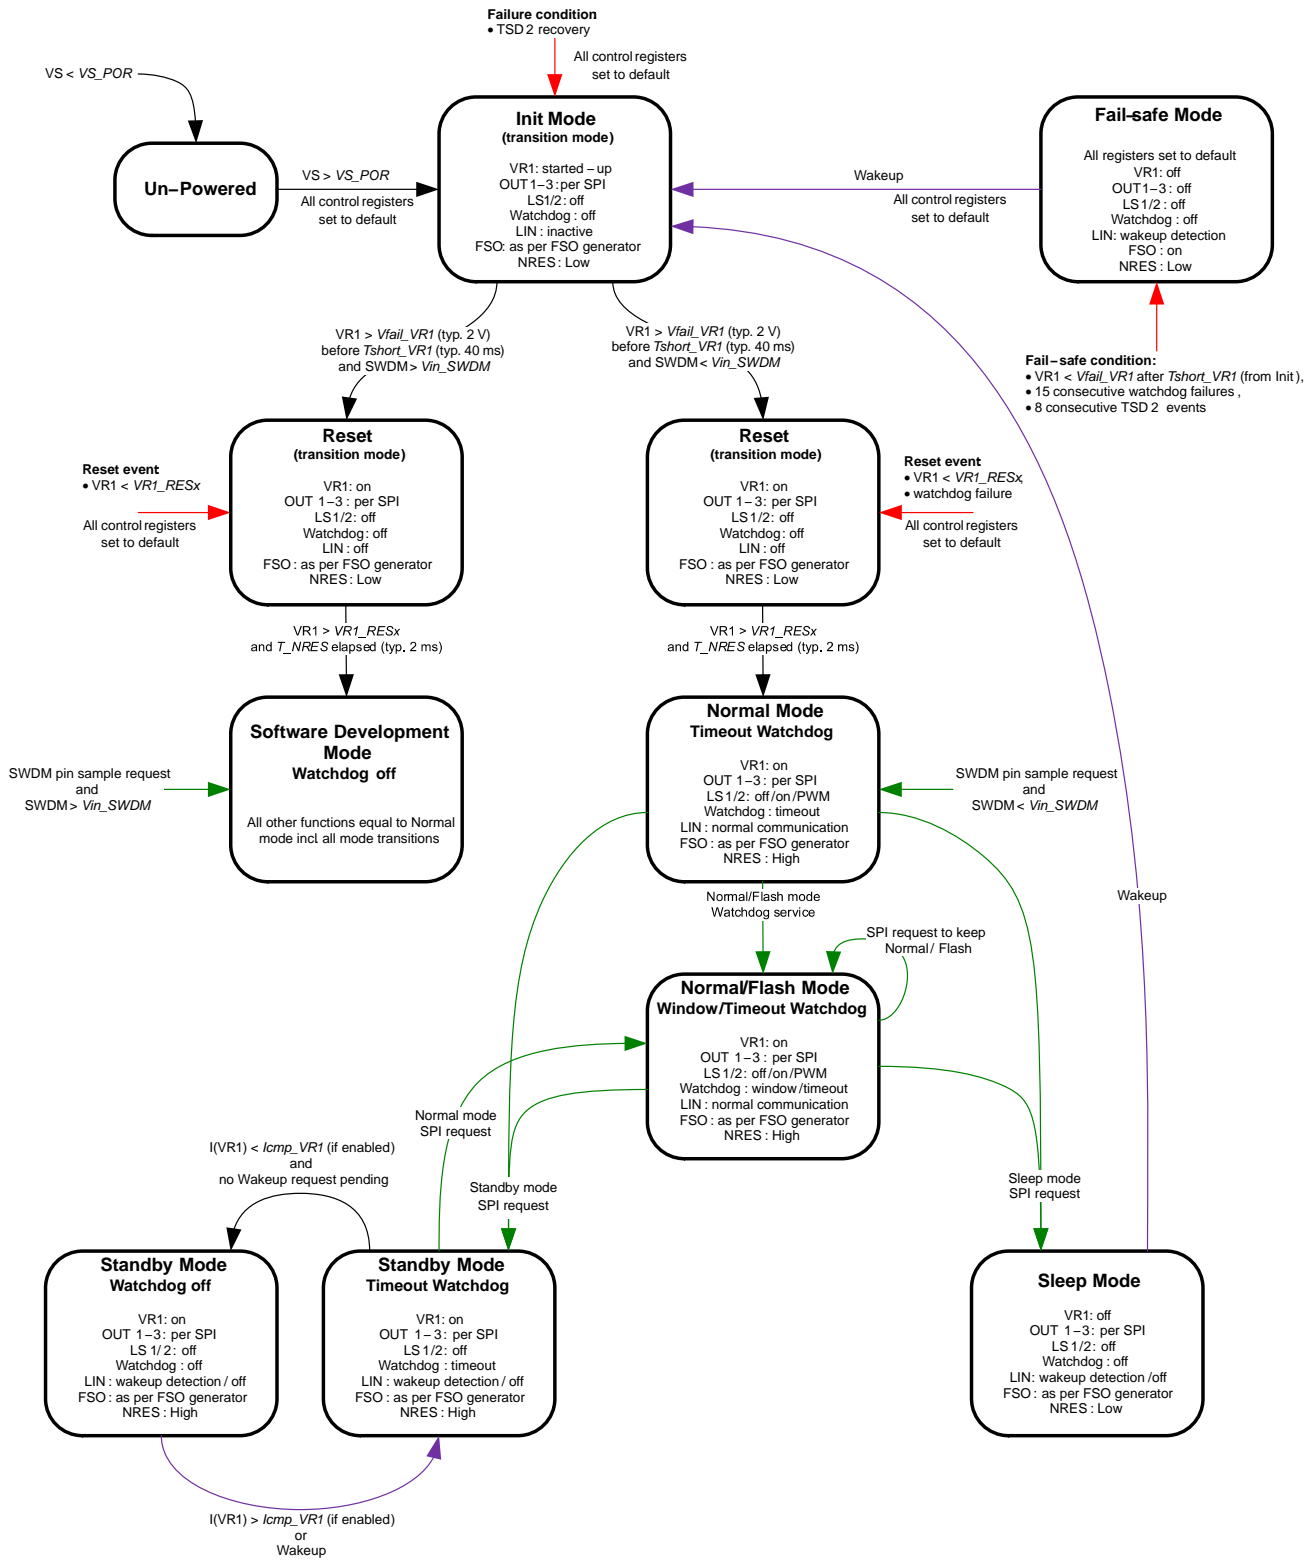 Failure condition
• TSD2 recovery
All control registers
set to default
VS < VS_POR
Init Mode
(transition mode)
VR1: started – up
OUT1–3 : per SPI
LS1/2: off
Watchdog : off
LIN : inactive
FSO: as per FSO generator
NRES : Low
Fail–safe Mode
All registers set to default
VR1: off
OUT1–3 : off
LS1/2 : off
Watchdog : off
LIN: wakeup detection
FSO : on
NRES : Low
Un–Powered
VS > VS_POR
All control registers
set to default
Wakeup
All control registers
set to default
VR1 > Vfail_VR1 (typ. 2 V)
before Tshort_VR1 (typ. 40 ms)
and SWDM > Vin_SWDM
VR1 > Vfail_VR1 (typ. 2 V)
before Tshort_VR1 (typ. 40 ms)
and SWDM < Vin_SWDM
Fail–safe condition:
• VR1 < Vfail_VR1 after Tshort_VR1 (from Init),
• 15 consecutive watchdog failures ,
• 8 consecutive TSD2 events
Reset
(transition mode)
VR1: on
OUT 1–3 : per SPI
LS1/2: off
Watchdog : off
LIN : off
FSO : as per FSO generator
NRES : Low
Reset event
• VR1 < VR1_RESx
All control registers
set to default
Reset
(transition mode)
VR1: on
OUT 1–3 : per SPI
LS1/2: off
Watchdog : off
LIN : off
FSO : as per FSO generator
NRES : Low
Reset event
• VR1 < VR1_RESx,
• watchdog failure
All control registers
set to default
VR1 > VR1_RESx
and T_NRES elapsed (typ. 2 ms)
VR1 > VR1_RESx
and T_NRES elapsed (typ. 2 ms)
Software Development
Mode
Watchdog off
All other functions equal to Normal
mode incl. all mode transitions
SWDM pin sample request
and
SWDM > Vin_SWDM
Normal Mode
Timeout Watchdog
VR1: on
OUT 1–3 : per SPI
LS1/2: off/on/PWM
Watchdog : timeout
LIN : normal communication
FSO : as per FSO generator
NRES : High
SWDM pin sample request
and
SWDM < Vin_SWDM
Normal/Flash mode
Watchdog service
Wakeup
SPI request to keep
Normal / Flash
Normal/Flash Mode
Window/Timeout Watchdog
VR1: on
OUT 1–3 : per SPI
LS1/2: off/on/PWM
Watchdog : window/timeout
LIN : normal communication
FSO : as per FSO generator
NRES : High
Normal mode
SPI request
I(VR1) < Icmp_VR1 (if enabled)
and
no Wakeup request pending
Standby mode
SPI request
Sleep mode
SPI request
Standby Mode
Watchdog off
VR1: on
OUT 1–3: per SPI
LS 1/ 2: off
Watchdog : off
LIN : wakeup detection / off
FSO : as per FSO generator
NRES : High
Standby Mode
Timeout Watchdog
VR1: on
OUT 1–3: per SPI
LS 1/2: off
Watchdog : timeout
LIN : wakeup detection / off
FSO : as per FSO generator
NRES : High
Sleep Mode
VR1: off
OUT 1–3: per SPI
LS 1/2: off
Watchdog : off
LIN: wakeup detection /off
FSO : as per FSO generator
NRES : Low
I(VR1) > Icmp_VR1 (if enabled)
or
Wakeup